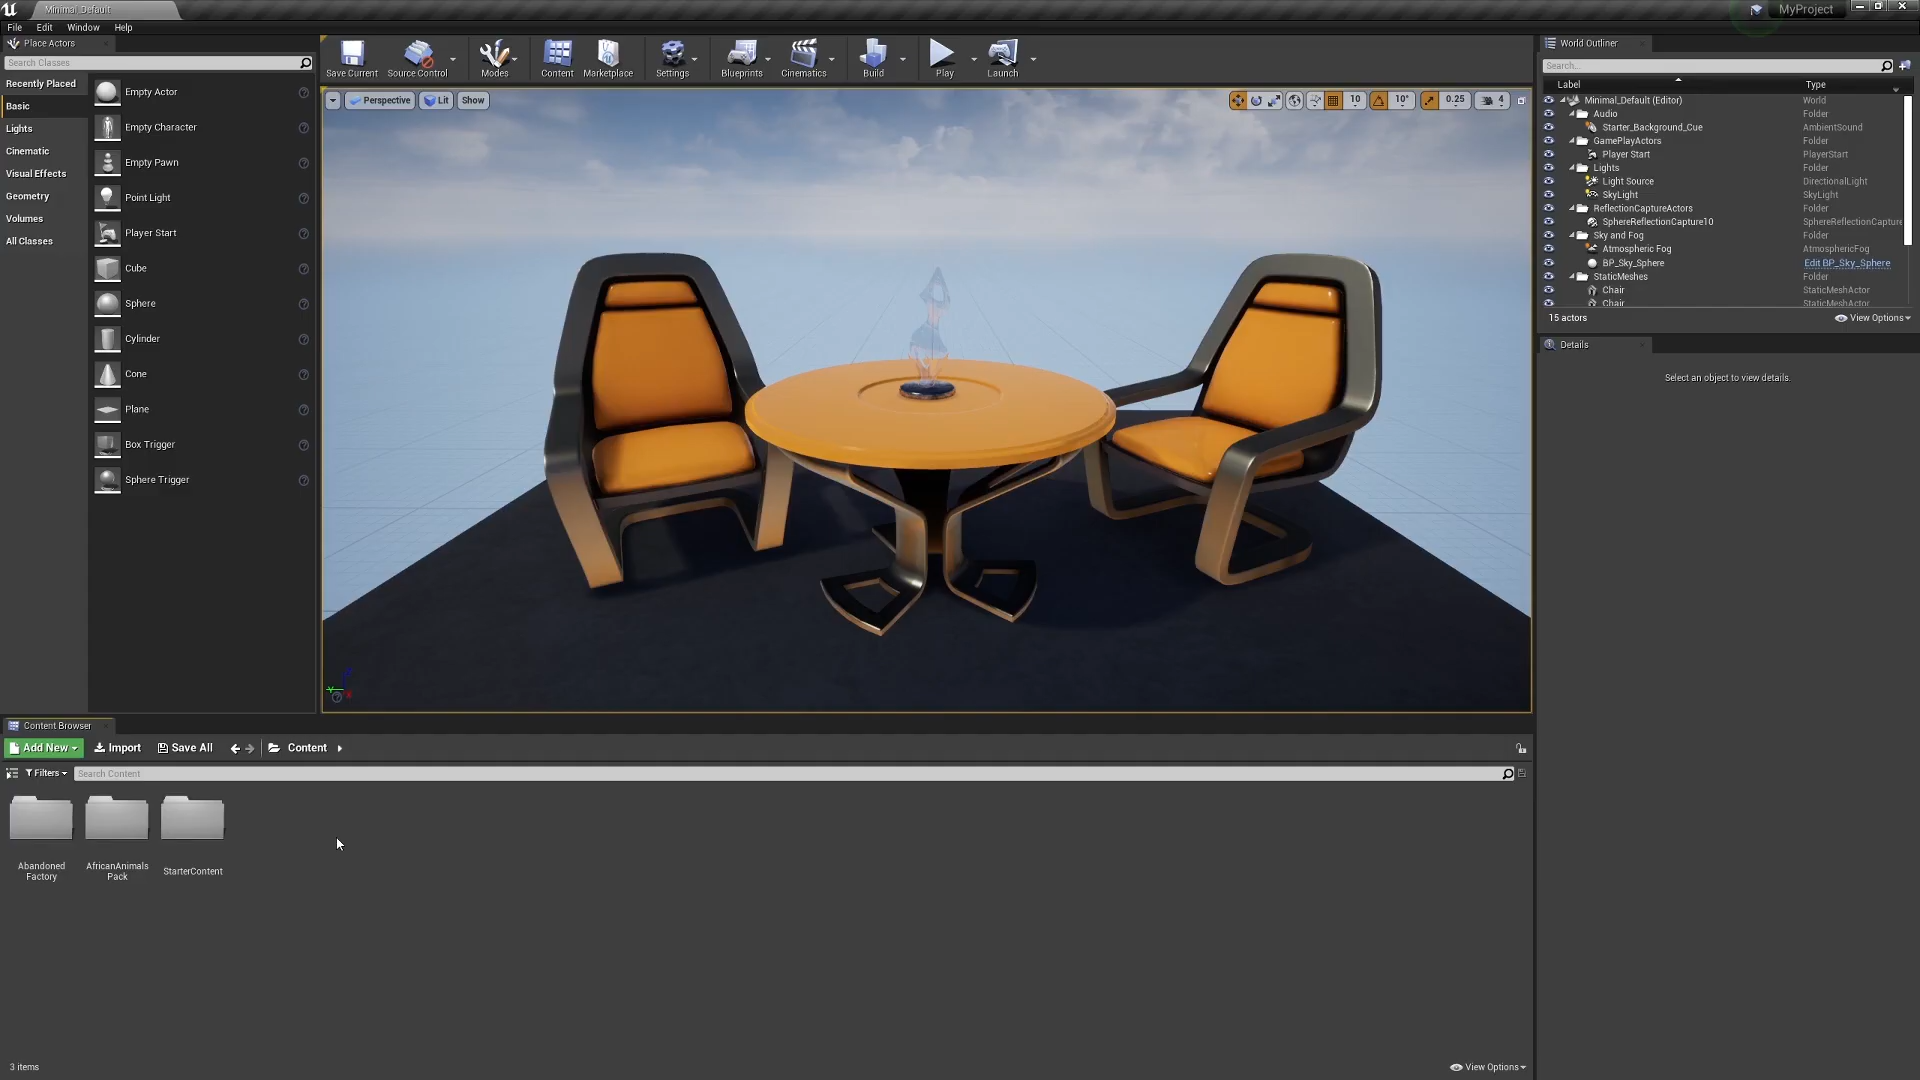 Minimal_Default
MyProject
File Edit Window Help
Place Actors
Search Classes
Recently Placed
Basic
Lights
Cinematic
Visual Effects
Geometry
Volumes
All Classes
Empty Actor
Empty Character
Empty Pawn
Point Light
Player Start
Cube
Sphere
Cylinder
Cone
Plane
Box Trigger
Sphere Trigger
Save Current Source Control Modes Content Marketplace Settings Blueprints Cinematics Build Play Launch
Perspective Lit Show
10 10° 0.25 4
World Outliner
Search...
Label Type
Minimal_Default (Editor) World
Audio Folder
Starter_Background_Cue AmbientSound
GamePlayActors Folder
Player Start PlayerStart
Lights Folder
Light Source DirectionalLight
SkyLight SkyLight
ReflectionCaptureActors Folder
SphereReflectionCapture10 SphereReflectionCapture
Sky and Fog Folder
Atmospheric Fog AtmosphericFog
BP_Sky_Sphere Edit BP_Sky_Sphere
StaticMeshes Folder
Chair StaticMeshActor
Chair StaticMeshActor
15 actors View Options
Details
Select an object to view details.
Content Browser
Add New Import Save All Content
Filters Search Content
Abandoned
Factory
AfricanAnimals
Pack
StarterContent
3 items View Options